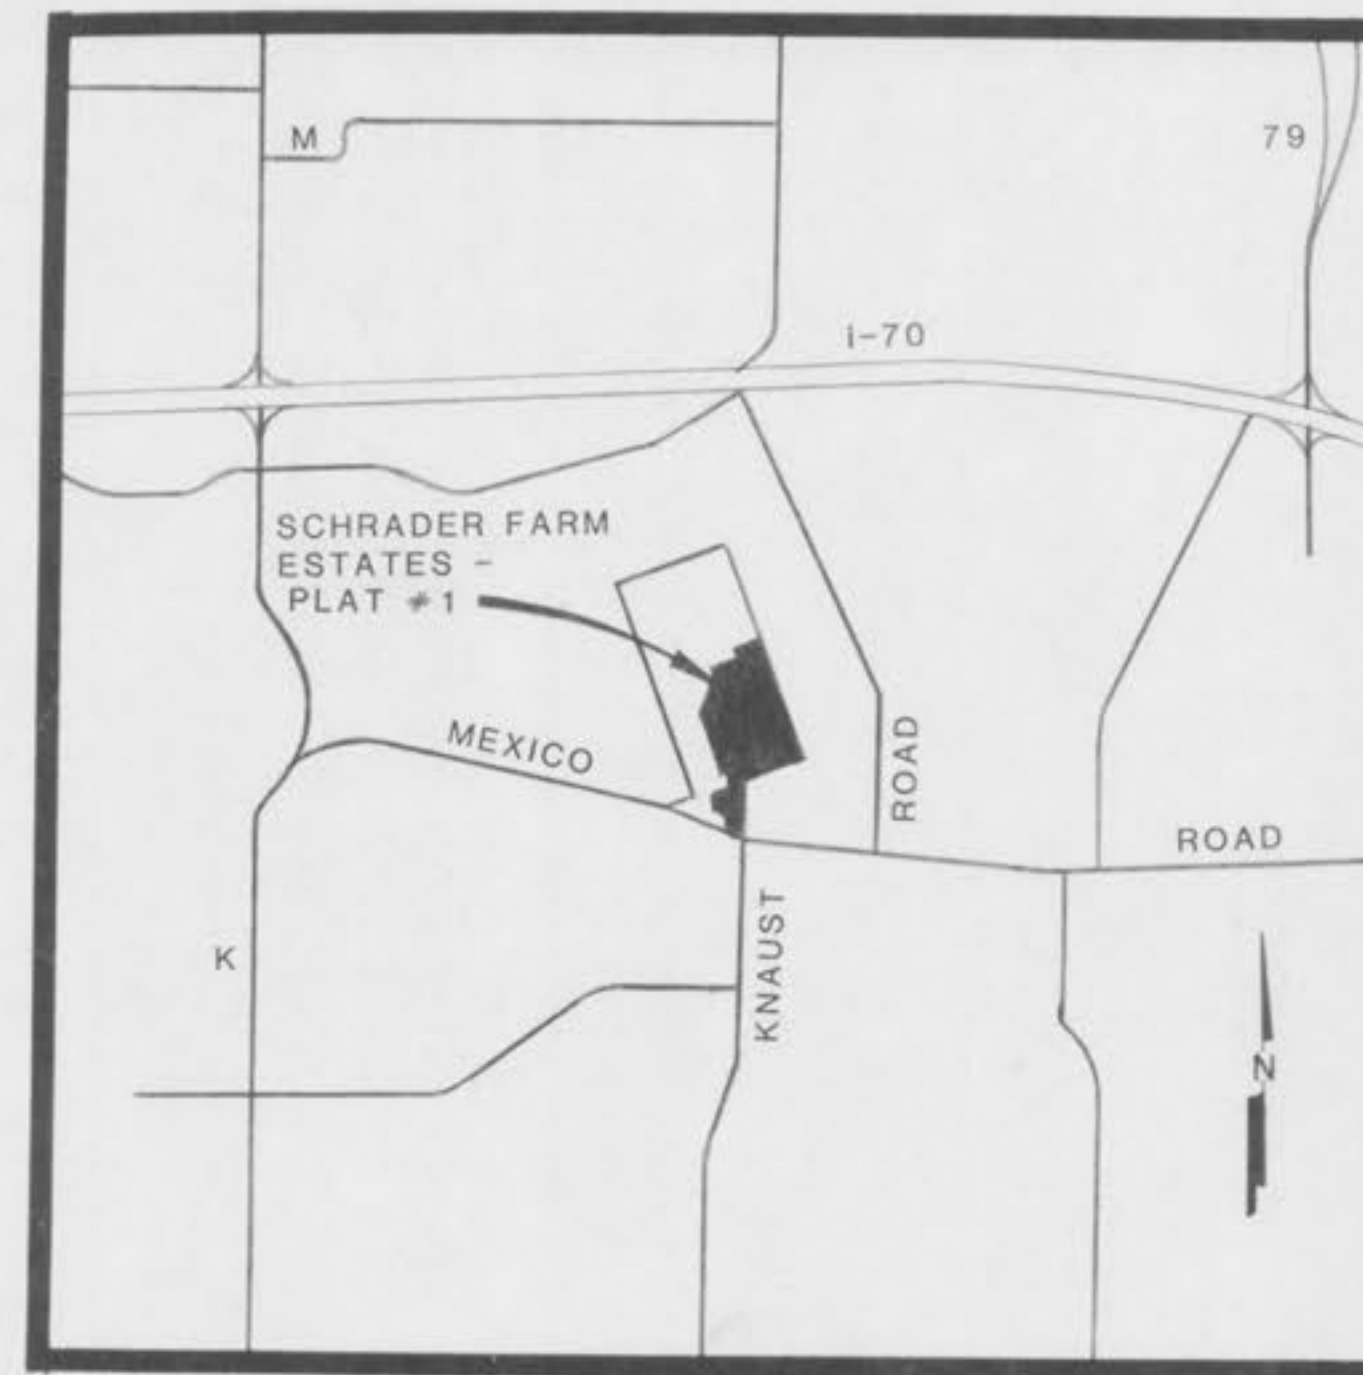 M
79
i-70
SCHRADER FARM
ESTATES -
PLAT #1
MEXICO
ROAD
ROAD
K
KNAUST
N